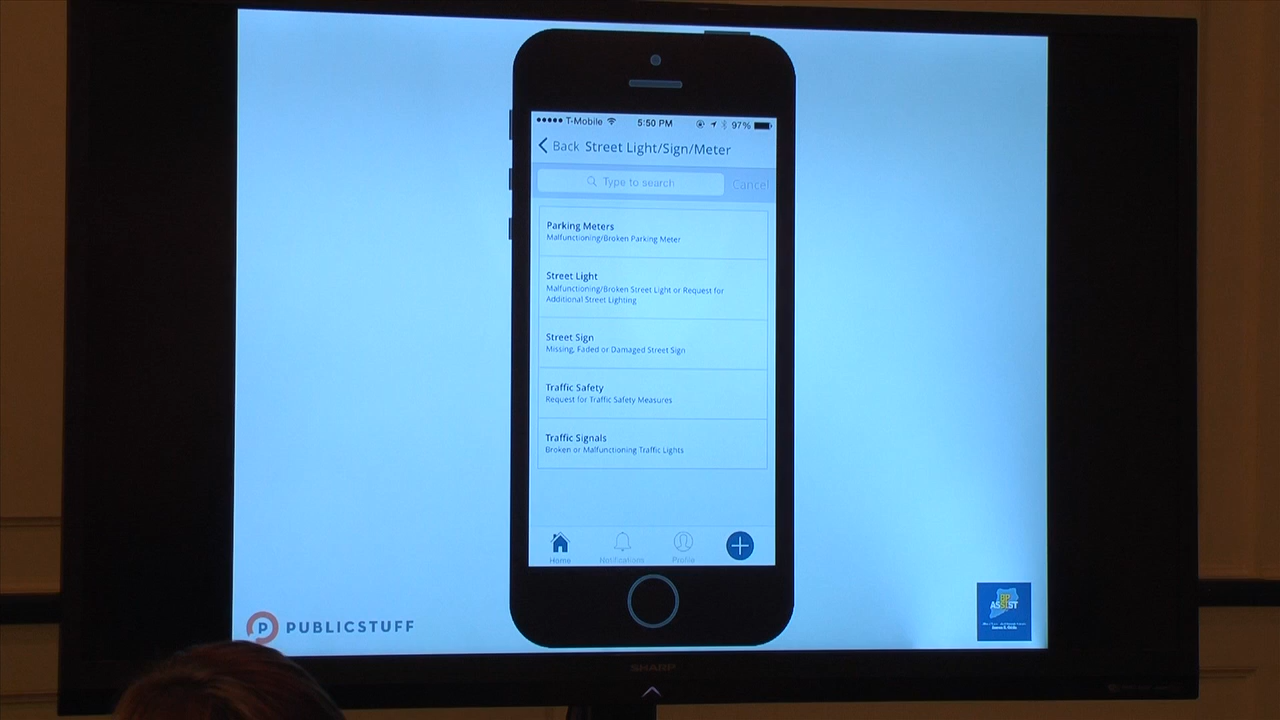 T-Mobile 5:50 PM 97%
Back Street Light/Sign/Meter
Type to search Cancel
Parking Meters
Malfunctioning/Broken Parking Meter
Street Light
Malfunctioning/Broken Street Light or Request for
Additional Street Lighting
Street Sign
Missing, Faded or Damaged Street Sign
Traffic Safety
Request for Traffic Safety Measures
Traffic Signals
Broken or Malfunctioning Traffic Lights
Home Notifications Profile
P PUBLICSTUFF
BP
ASSIST
SHARP